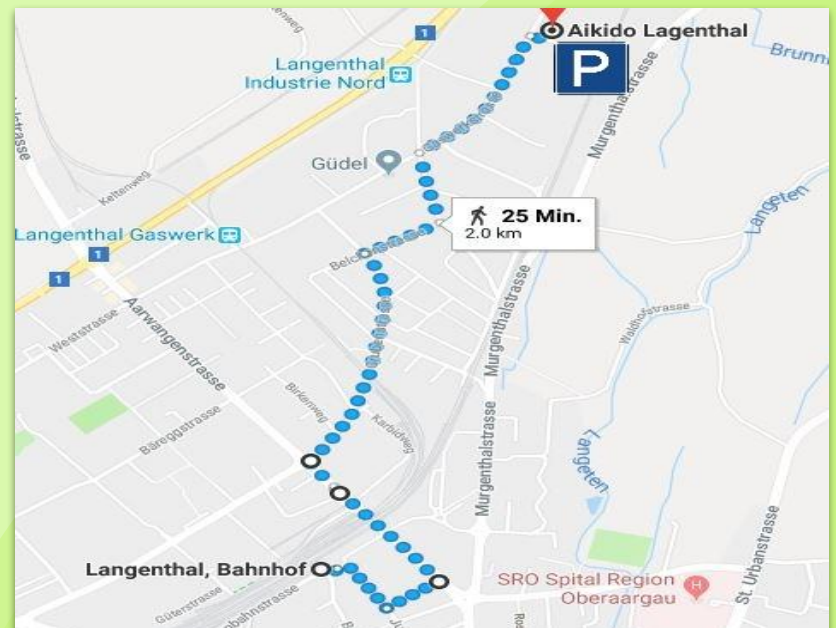 1
Aikido Lagenthal
P
Langenthal
Industrie Nord
Murgenthalstrasse
Güdel
Keltenweg
25 Min.
2.0 km
Langeten
Langenthal Gaswerk
1
1
Aarwangenstrasse
Weststrasse
Waldhofstrasse
Murgenthalstrasse
Birkenweg
Karbidweg
Bäreggstrasse
Murgenthalstrasse
Langeten
Langenthal, Bahnhof
SRO Spital Region
Oberaargau
H
St. Urbanstrasse
Güterstrasse